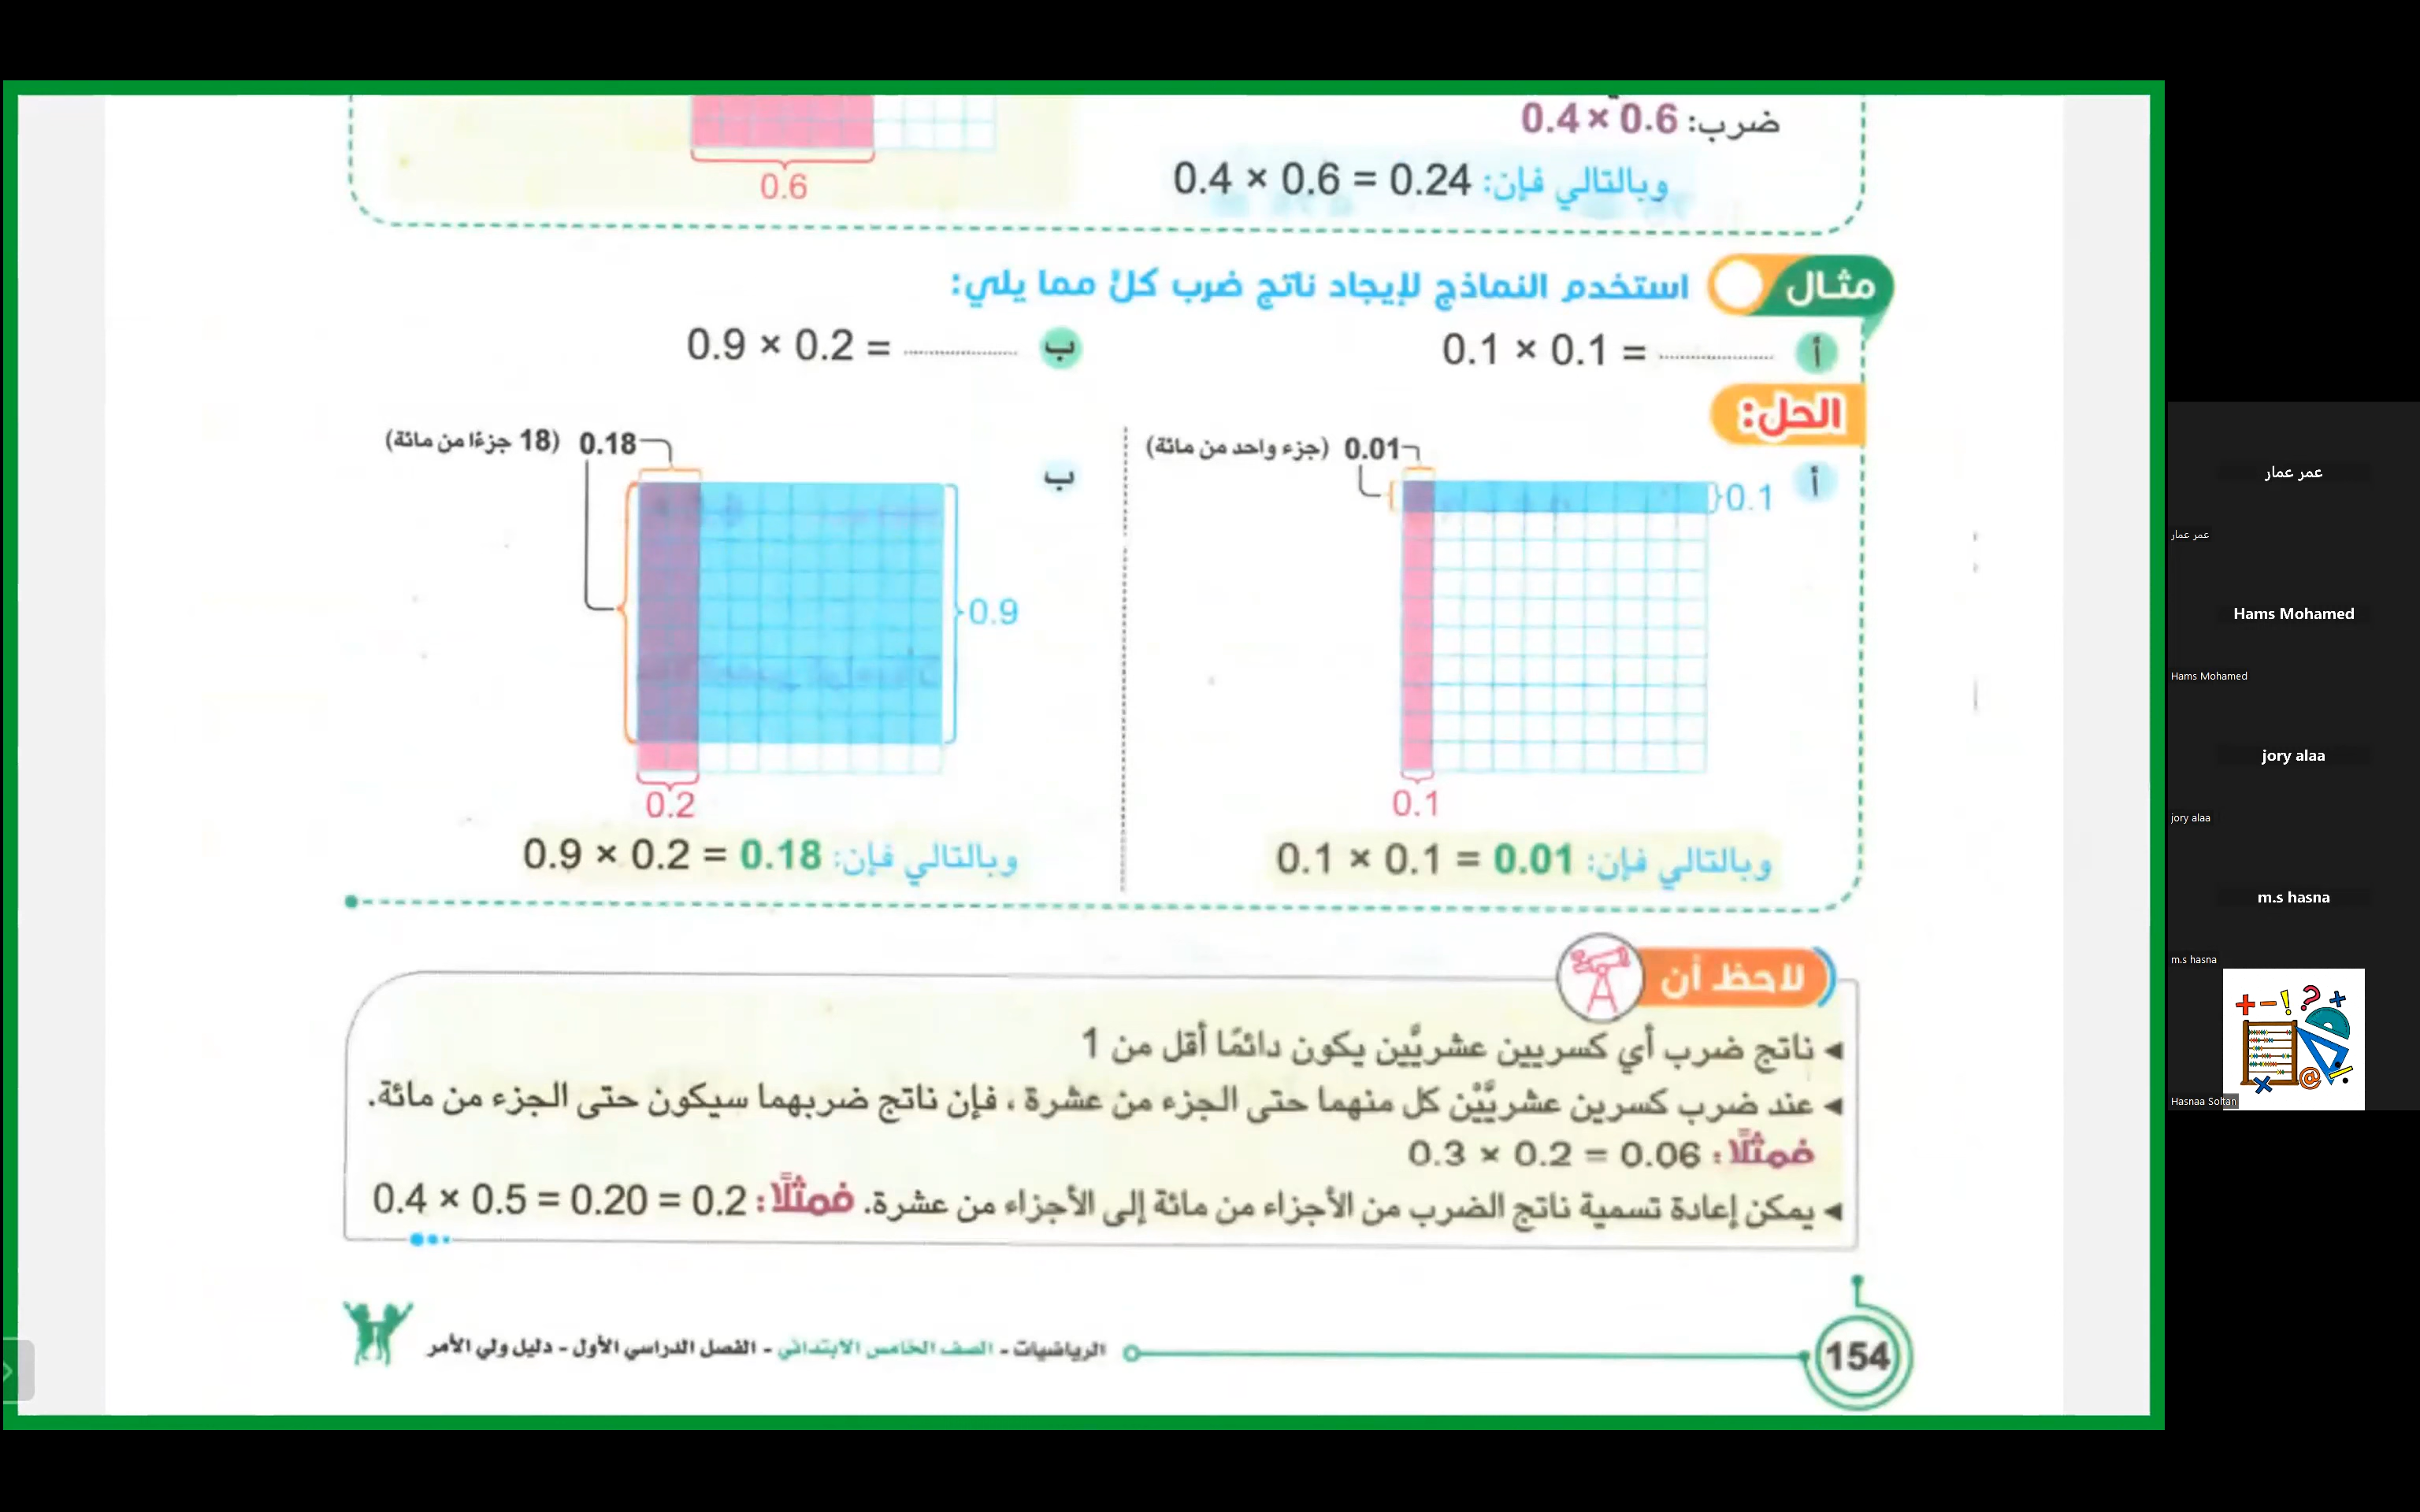 ضرب: 0.4 × 0.6
وبالتالي فإن: 0.4 × 0.6 = 0.24
0.6
مثال
استخدم النماذج لإيجاد ناتج ضرب كلٍّ مما يلي:
أ 0.1 × 0.1 = ............
ب 0.9 × 0.2 = ............
الحل:
أ
0.01 (جزء واحد من مائة)
0.1
0.1
وبالتالي فإن: 0.1 × 0.1 = 0.01
ب
0.18 (18 جزءًا من مائة)
0.9
0.2
وبالتالي فإن: 0.9 × 0.2 = 0.18
لاحظ أن
◄ ناتج ضرب أي كسريين عشريَّين يكون دائمًا أقل من 1
◄ عند ضرب كسرين عشريَّيْن كل منهما حتى الجزء من عشرة، فإن ناتج ضربهما سيكون حتى الجزء من مائة.
فمثلًا: 0.3 × 0.2 = 0.06
◄ يمكن إعادة تسمية ناتج الضرب من الأجزاء من مائة إلى الأجزاء من عشرة. فمثلًا: 0.4 × 0.5 = 0.20 = 0.2
154
الرياضيات - الصف الخامس الابتدائي - الفصل الدراسي الأول - دليل ولي الأمر
عمر عمار
عمر عمار
Hams Mohamed
Hams Mohamed
jory alaa
jory alaa
m.s hasna
m.s hasna
Hasnaa Soltan